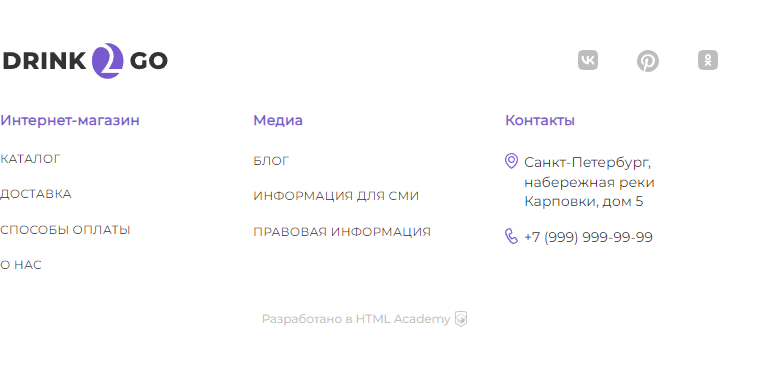 DRINK 2 GO
Интернет-магазин
КАТАЛОГ
ДОСТАВКА
СПОСОБЫ ОПЛАТЫ
О НАС
Медиа
БЛОГ
ИНФОРМАЦИЯ ДЛЯ СМИ
ПРАВОВАЯ ИНФОРМАЦИЯ
Контакты
Санкт-Петербург,
набережная реки
Карповки, дом 5
+7 (999) 999-99-99
Разработано в HTML Academy